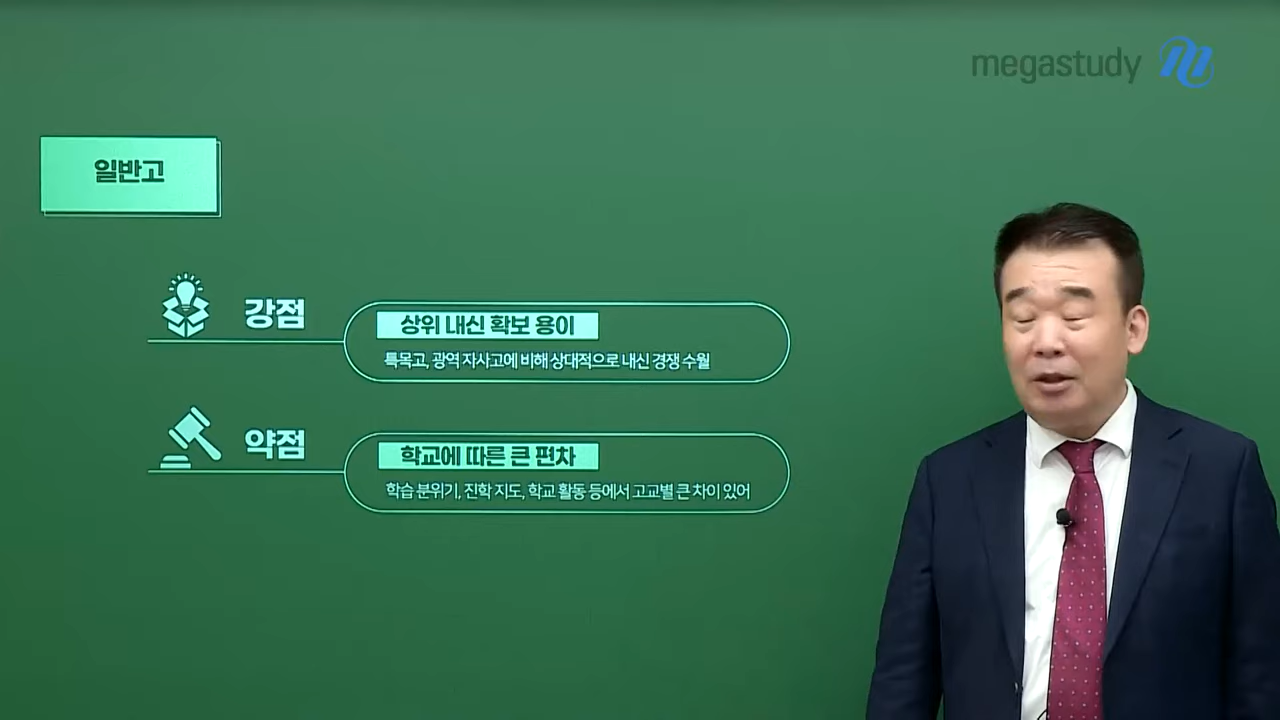 megastudy
일반고
강점
상위 내신 확보 용이
특목고, 광역 자사고에 비해 상대적으로 내신 경쟁 수월
약점
학교에 따른 큰 편차
학습 분위기, 진학 지도, 학교 활동 등에서 고교별 큰 차이 있어